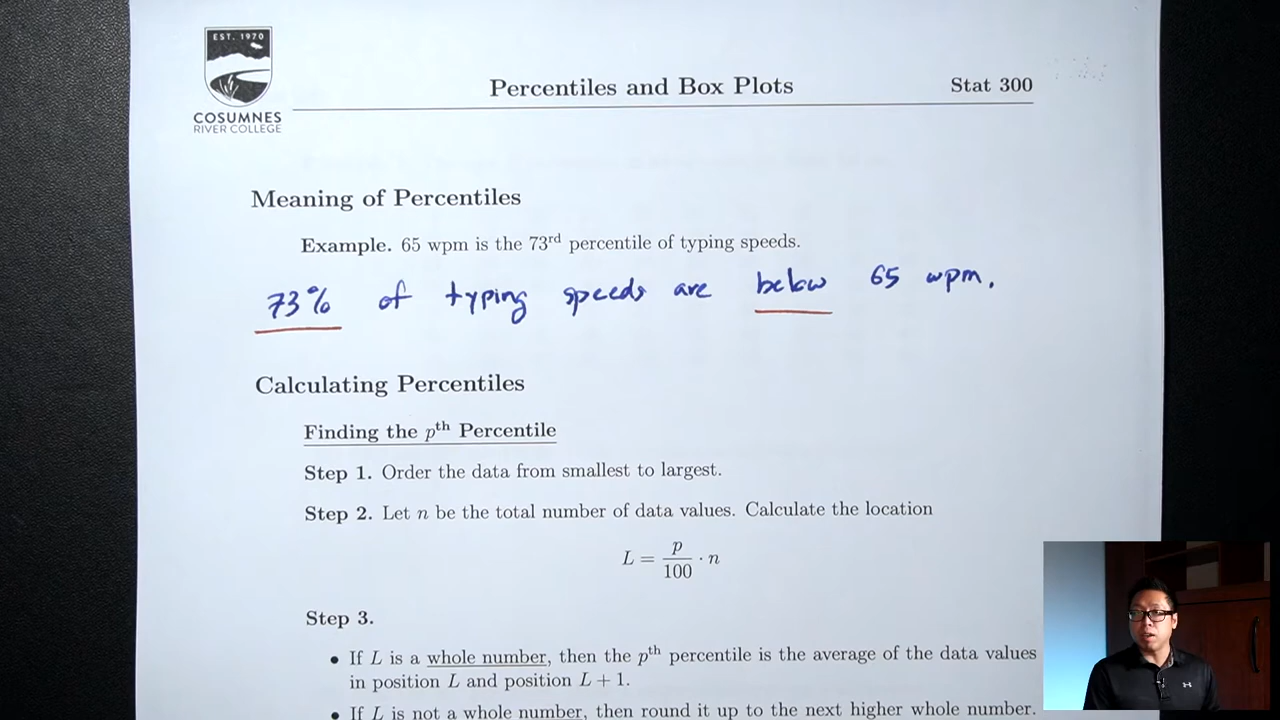 EST. 1970
COSUMNES
RIVER COLLEGE
Percentiles and Box Plots
Stat 300
Meaning of Percentiles
Example. 65 wpm is the 73rd percentile of typing speeds.
73% of typing speeds are below 65 wpm.
Calculating Percentiles
Finding the pth Percentile
Step 1. Order the data from smallest to largest.
Step 2. Let n be the total number of data values. Calculate the location
L = p/100 · n
Step 3.
• If L is a whole number, then the pth percentile is the average of the data values
in position L and position L + 1.
• If L is not a whole number, then round it up to the next higher whole number.